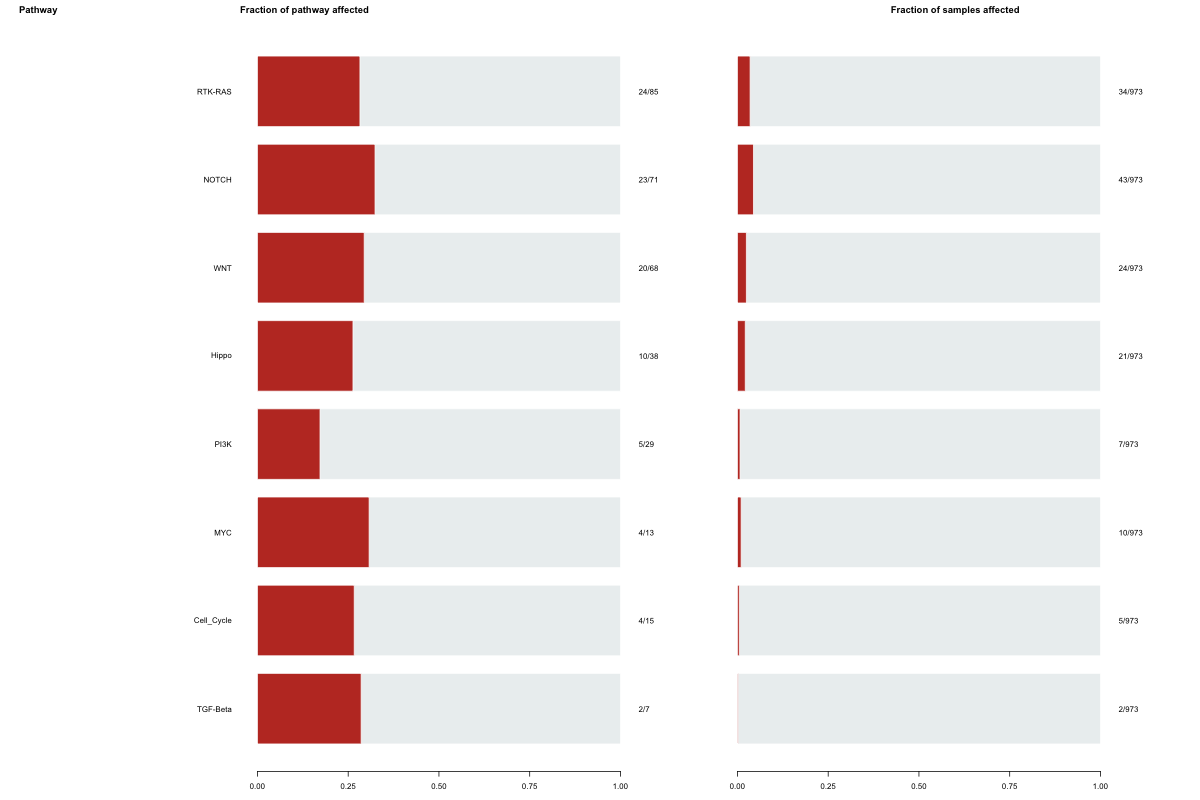 Pathway Fraction of pathway affected Fraction of samples affected
RTK-RAS 24/85 34/973
NOTCH 23/71 43/973
WNT 20/68 24/973
Hippo 10/38 21/973
PI3K 5/29 7/973
MYC 4/13 10/973
Cell_Cycle 4/15 5/973
TGF-Beta 2/7 2/973
0.00 0.25 0.50 0.75 1.00 0.00 0.25 0.50 0.75 1.00